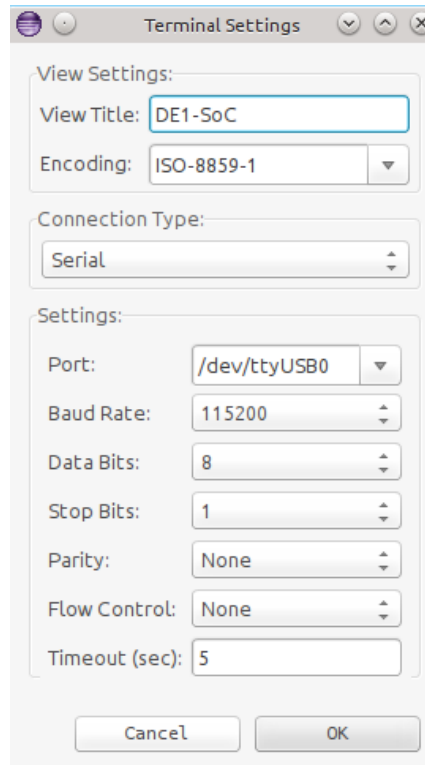 Terminal Settings
View Settings:
View Title: DE1-SoC
Encoding: ISO-8859-1
Connection Type:
Serial
Settings:
Port: /dev/ttyUSB0
Baud Rate: 115200
Data Bits: 8
Stop Bits: 1
Parity: None
Flow Control: None
Timeout (sec): 5
Cancel OK